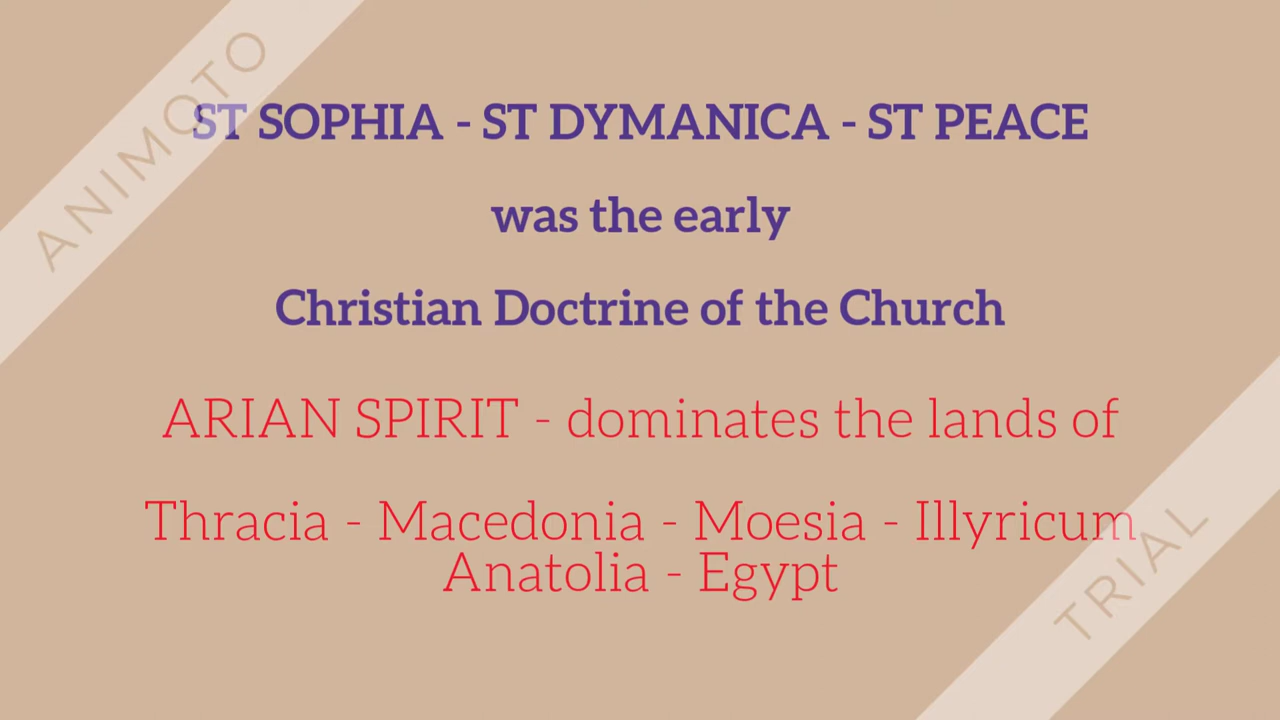 ANIMOTO
ST SOPHIA - ST DYMANICA - ST PEACE
was the early
Christian Doctrine of the Church
ARIAN SPIRIT - dominates the lands of
Thracia - Macedonia - Moesia - Illyricum
Anatolia - Egypt
TRIAL